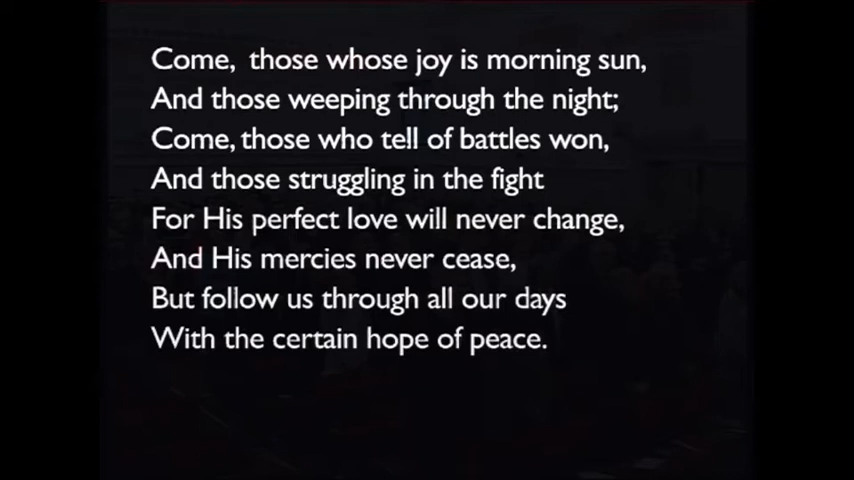 Come, those whose joy is morning sun,
And those weeping through the night;
Come, those who tell of battles won,
And those struggling in the fight
For His perfect love will never change,
And His mercies never cease,
But follow us through all our days
With the certain hope of peace.